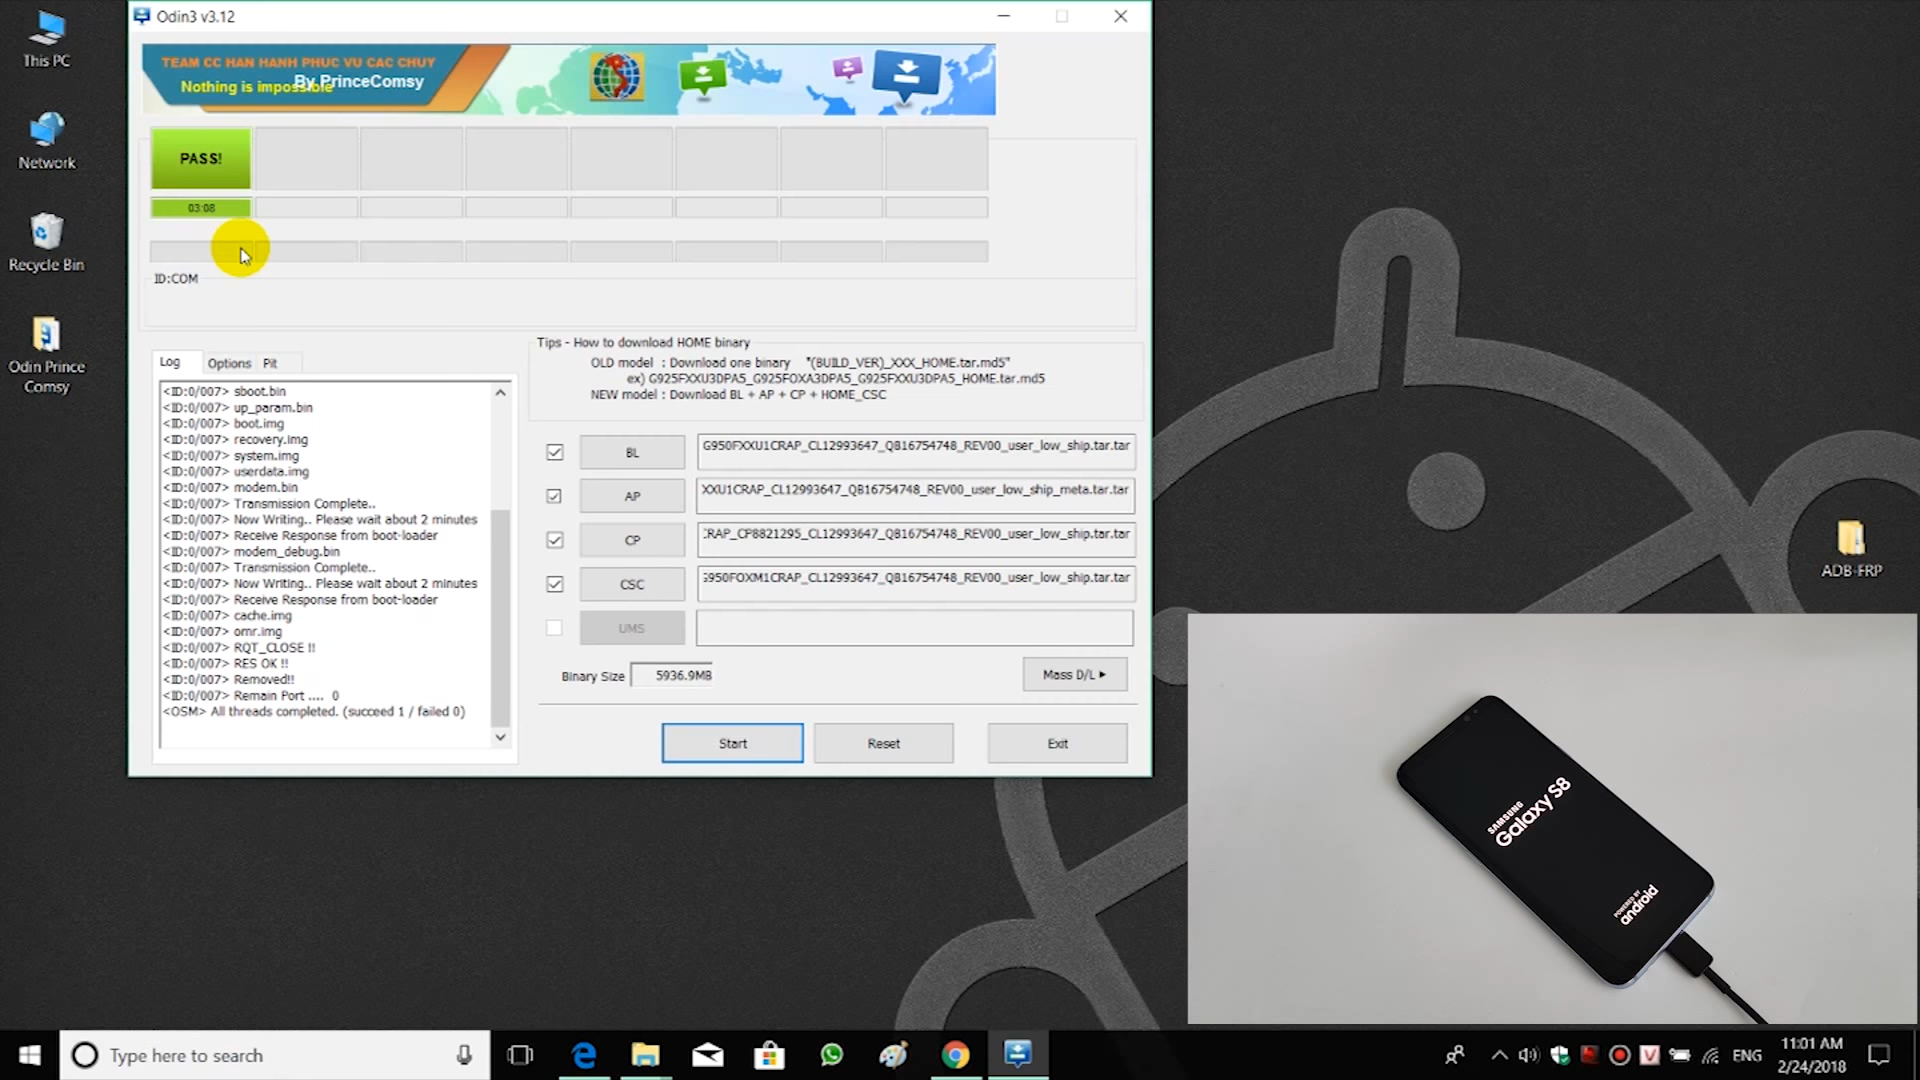 This PC
Network
Recycle Bin
Odin Prince
Comsy
Odin3 v3.12
TEAM CC HAN HANH PHUC VU CAC CHUY
Nothing is impossible
By PrinceComsy
PASS!
03:08
ID:COM
Log
Options
Pit
<ID:0/007> sboot.bin
<ID:0/007> up_param.bin
<ID:0/007> boot.img
<ID:0/007> recovery.img
<ID:0/007> system.img
<ID:0/007> userdata.img
<ID:0/007> modem.bin
<ID:0/007> Transmission Complete..
<ID:0/007> Now Writing.. Please wait about 2 minutes
<ID:0/007> Receive Response from boot-loader
<ID:0/007> modem_debug.bin
<ID:0/007> Transmission Complete..
<ID:0/007> Now Writing.. Please wait about 2 minutes
<ID:0/007> Receive Response from boot-loader
<ID:0/007> cache.img
<ID:0/007> omr.img
<ID:0/007> RQT_CLOSE !!
<ID:0/007> RES OK !!
<ID:0/007> Removed!!
<ID:0/007> Remain Port .... 0
<OSM> All threads completed. (succeed 1 / failed 0)
Tips - How to download HOME binary
OLD model : Download one binary "(BUILD_VER)_XXX_HOME.tar.md5"
ex) G925FXXU3DPA5_G925FOXA3DPA5_G925FXXU3DPA5_HOME.tar.md5
NEW model : Download BL + AP + CP + HOME_CSC
BL
G950FXXU1CRAP_CL12993647_QB16754748_REV00_user_low_ship.tar.tar
AP
XXU1CRAP_CL12993647_QB16754748_REV00_user_low_ship_meta.tar.tar
CP
CRAP_CP8821295_CL12993647_QB16754748_REV00_user_low_ship.tar.tar
CSC
G950FOXM1CRAP_CL12993647_QB16754748_REV00_user_low_ship.tar.tar
UMS
Binary Size
5936.9MB
Mass D/L
Start
Reset
Exit
ADB-FRP
SAMSUNG
Galaxy S8
POWERED BY
android
Type here to search
ENG
11:01 AM
2/24/2018